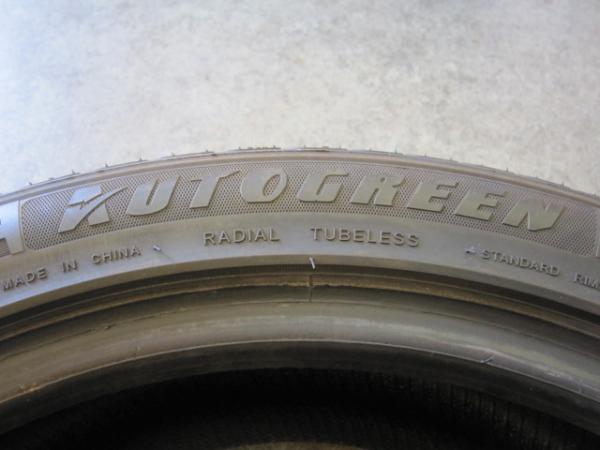 AUTOGREEN
MADE IN CHINA RADIAL TUBELESS STANDARD RIM